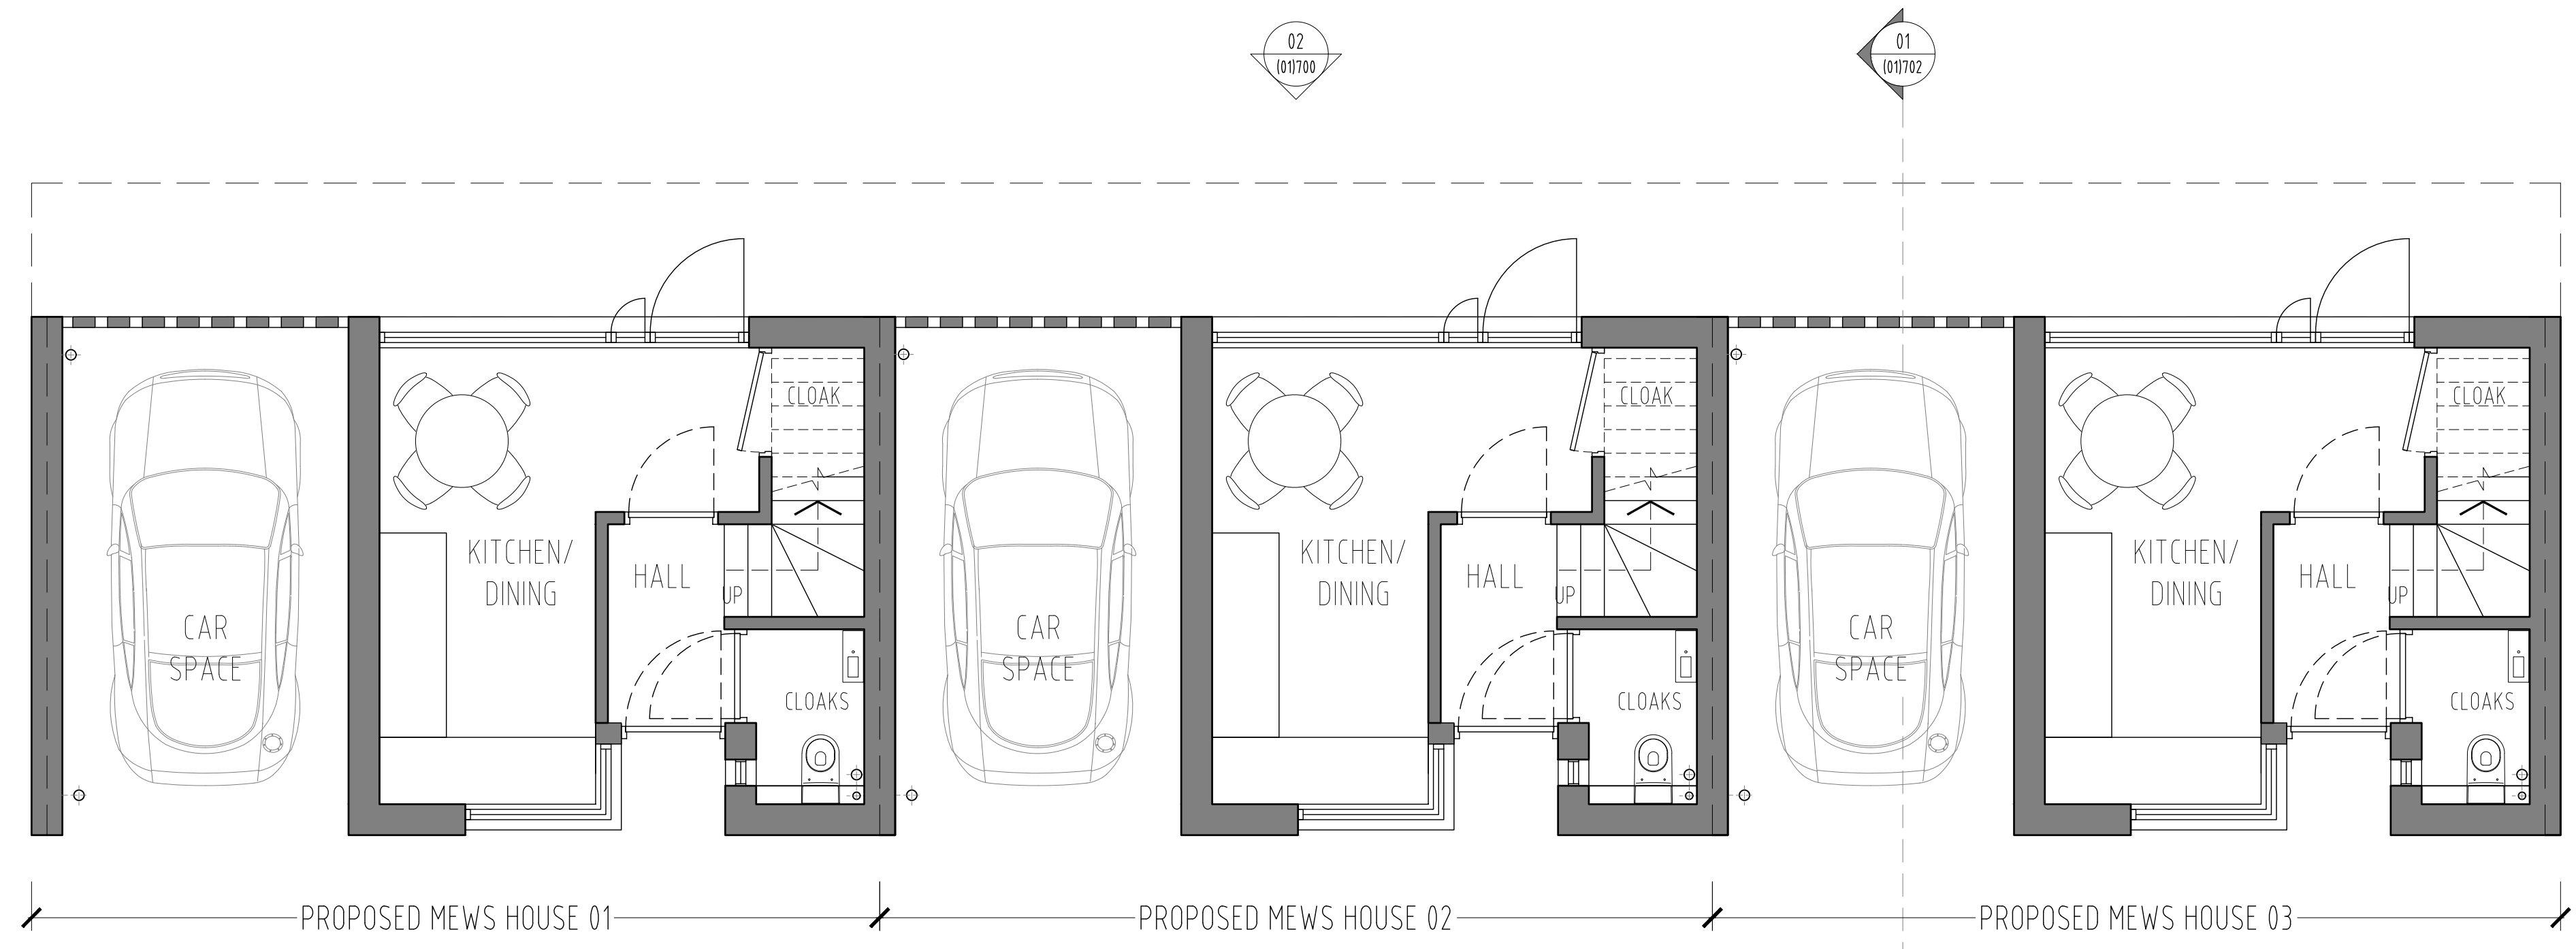 02
(01)700
01
(01)702
CLOAK
CLOAK
CLOAK
KITCHEN/
DINING
HALL
UP
CAR
SPACE
CLOAKS
KITCHEN/
DINING
HALL
UP
CAR
SPACE
CLOAKS
KITCHEN/
DINING
HALL
UP
CAR
SPACE
CLOAKS
PROPOSED MEWS HOUSE 01
PROPOSED MEWS HOUSE 02
PROPOSED MEWS HOUSE 03